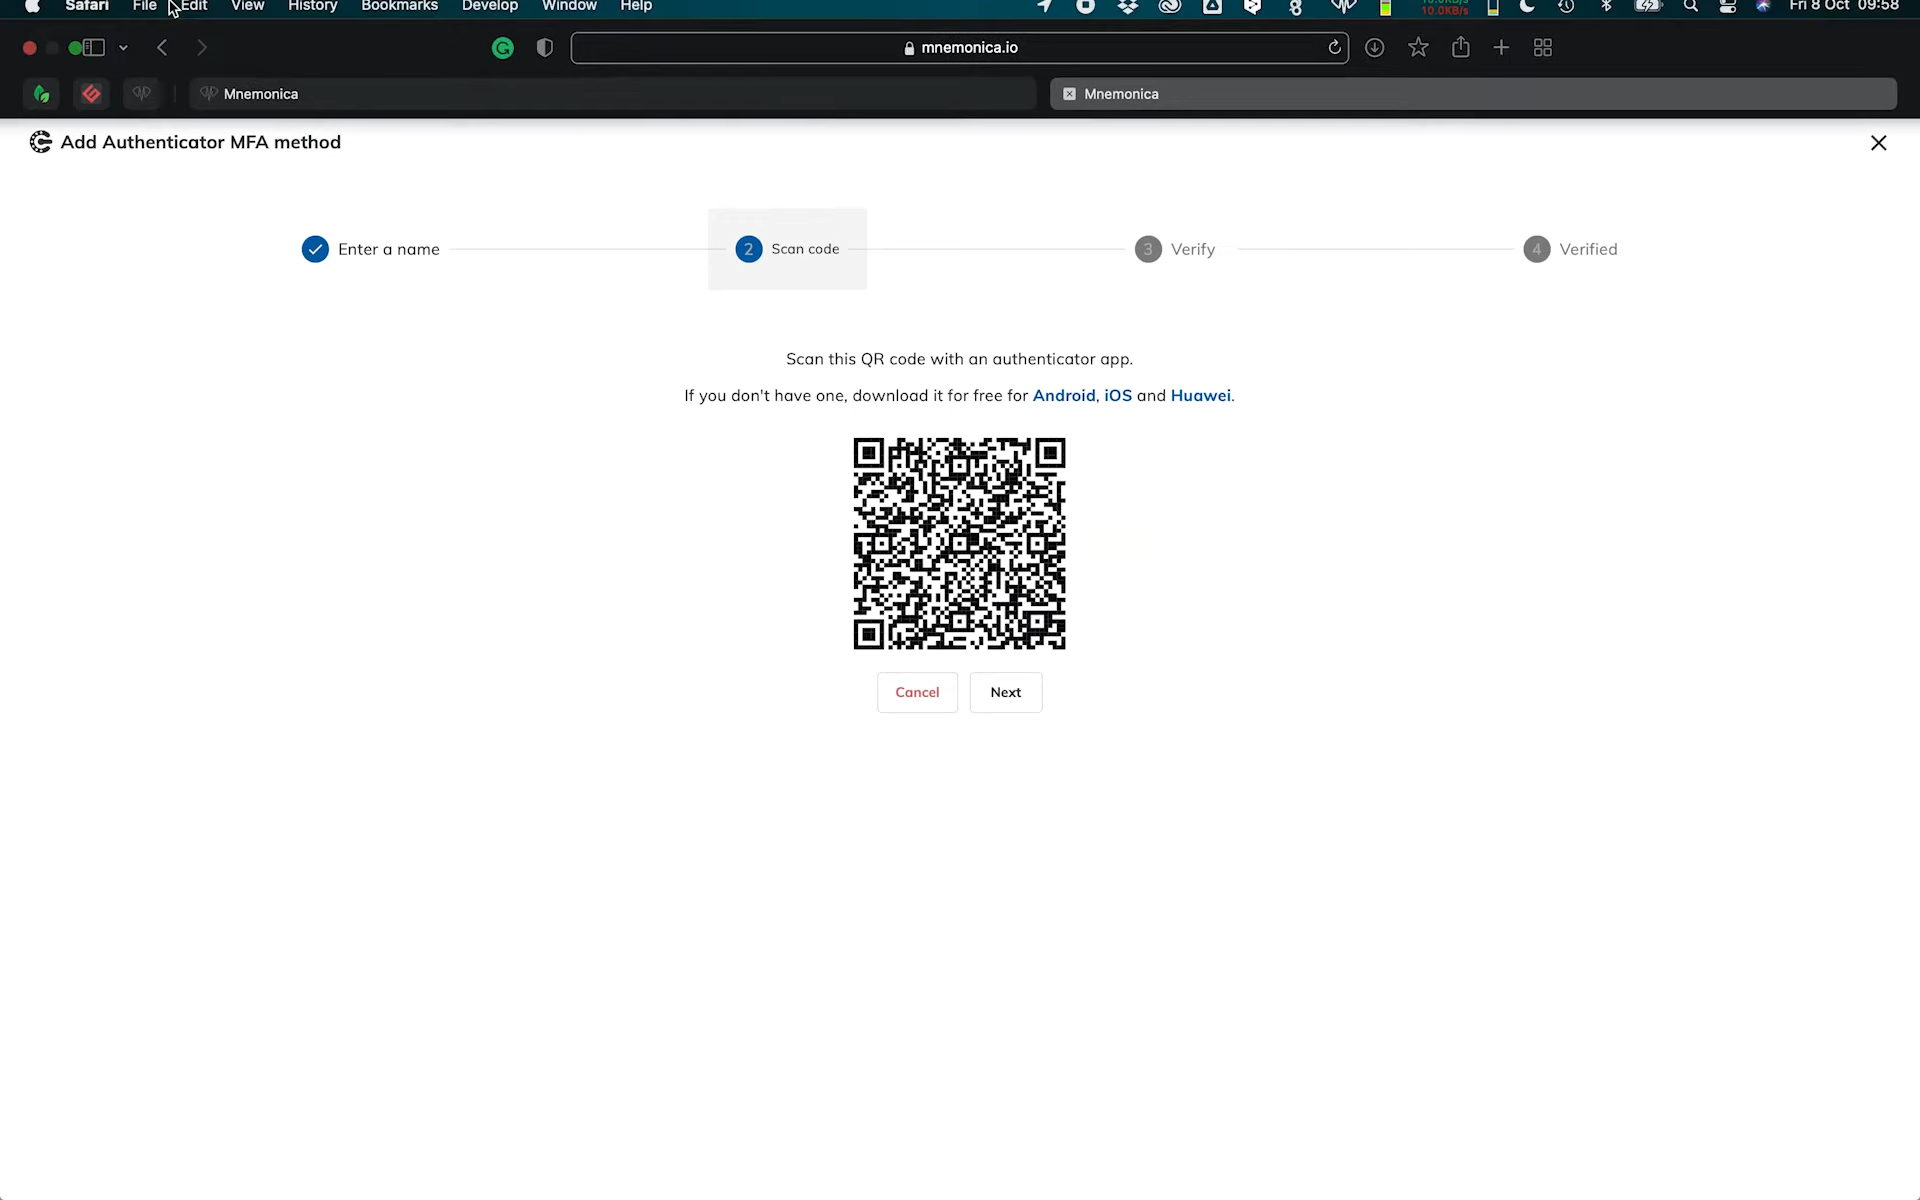 Safari File Edit View History Bookmarks Develop Window Help 10.0KB/s Fri 8 Oct 09:58
mnemonica.io
Mnemonica Mnemonica
Add Authenticator MFA method
Enter a name 2 Scan code 3 Verify 4 Verified
Scan this QR code with an authenticator app.
If you don't have one, download it for free for Android, iOS and Huawei.
Cancel Next